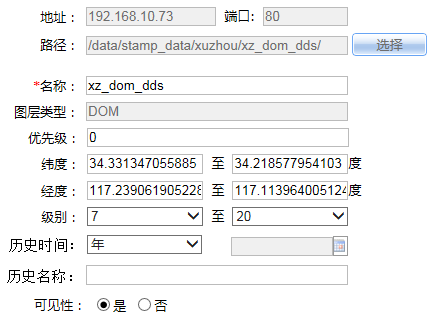 地址： 192.168.10.73 端口： 80
路径： /data/stamp_data/xuzhou/xz_dom_dds/ 选择
*名称： xz_dom_dds
图层类型： DOM
优先级： 0
纬度： 34.331347055885 至 34.218577954103 度
经度： 117.239061905228 至 117.113964005124 度
级别： 7 至 20
历史时间： 年
历史名称：
可见性： 是 否